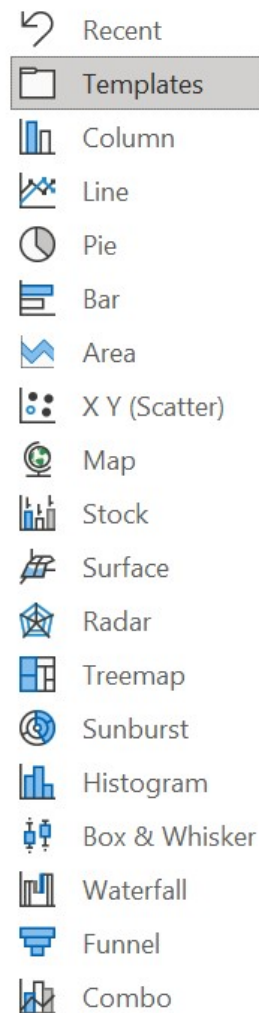 Recent
Templates
Column
Line
Pie
Bar
Area
X Y (Scatter)
Map
Stock
Surface
Radar
Treemap
Sunburst
Histogram
Box & Whisker
Waterfall
Funnel
Combo